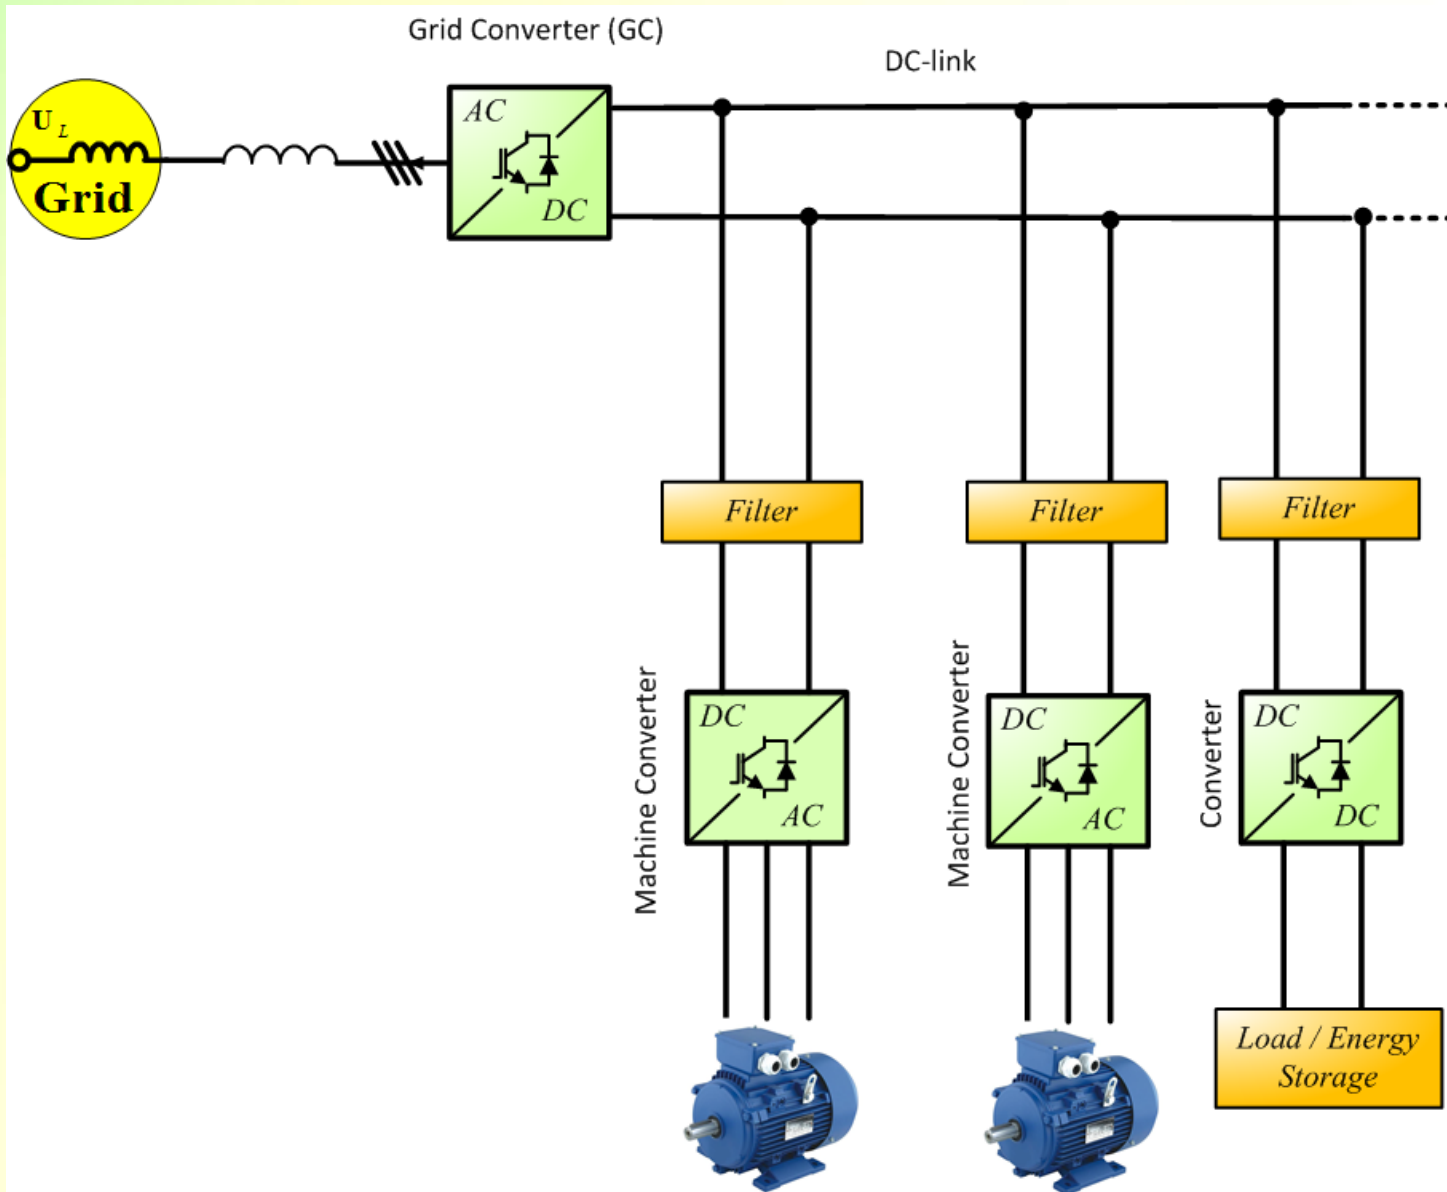 Grid Converter (GC)
DC-link
U L
Grid
AC
DC
Filter
Filter
Filter
Machine Converter
DC
AC
Machine Converter
DC
AC
Converter
DC
DC
Load / Energy
Storage